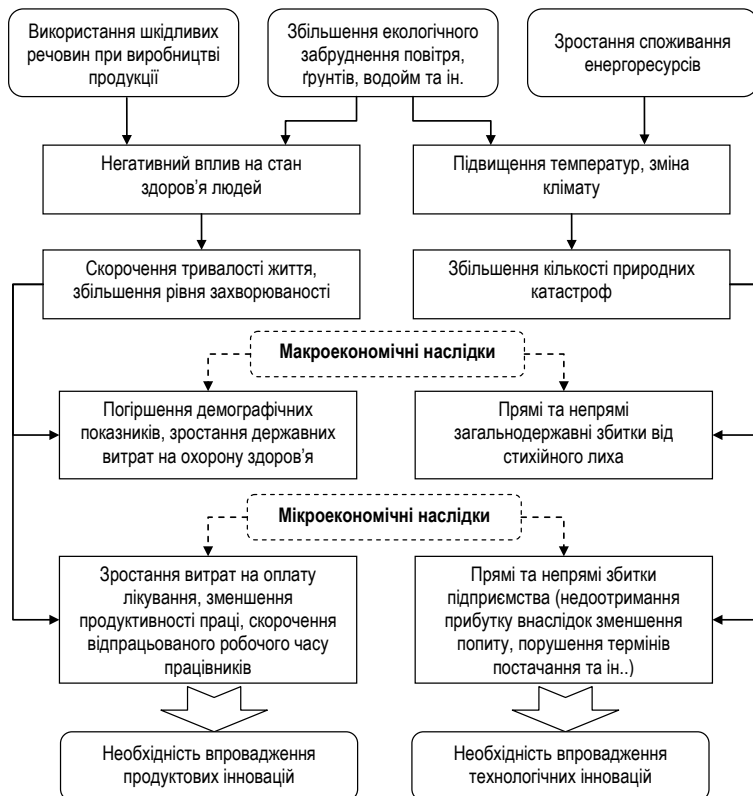 Використання шкідливих
речовин при виробництві
продукції
Збільшення екологічного
забруднення повітря,
ґрунтів, водойм та ін.
Зростання споживання
енергоресурсів
Негативний вплив на стан
здоров’я людей
Підвищення температур, зміна
клімату
Скорочення тривалості життя,
збільшення рівня захворюваності
Збільшення кількості природних
катастроф
Макроекономічні наслідки
Погіршення демографічних
показників, зростання державних
витрат на охорону здоров’я
Прямі та непрямі
загальнодержавні збитки від
стихійного лиха
Мікроекономічні наслідки
Зростання витрат на оплату
лікування, зменшення
продуктивності праці, скорочення
відпрацьованого робочого часу
працівників
Прямі та непрямі збитки
підприємства (недоотримання
прибутку внаслідок зменшення
попиту, порушення термінів
постачання та ін..)
Необхідність впровадження
продуктових інновацій
Необхідність впровадження
технологічних інновацій